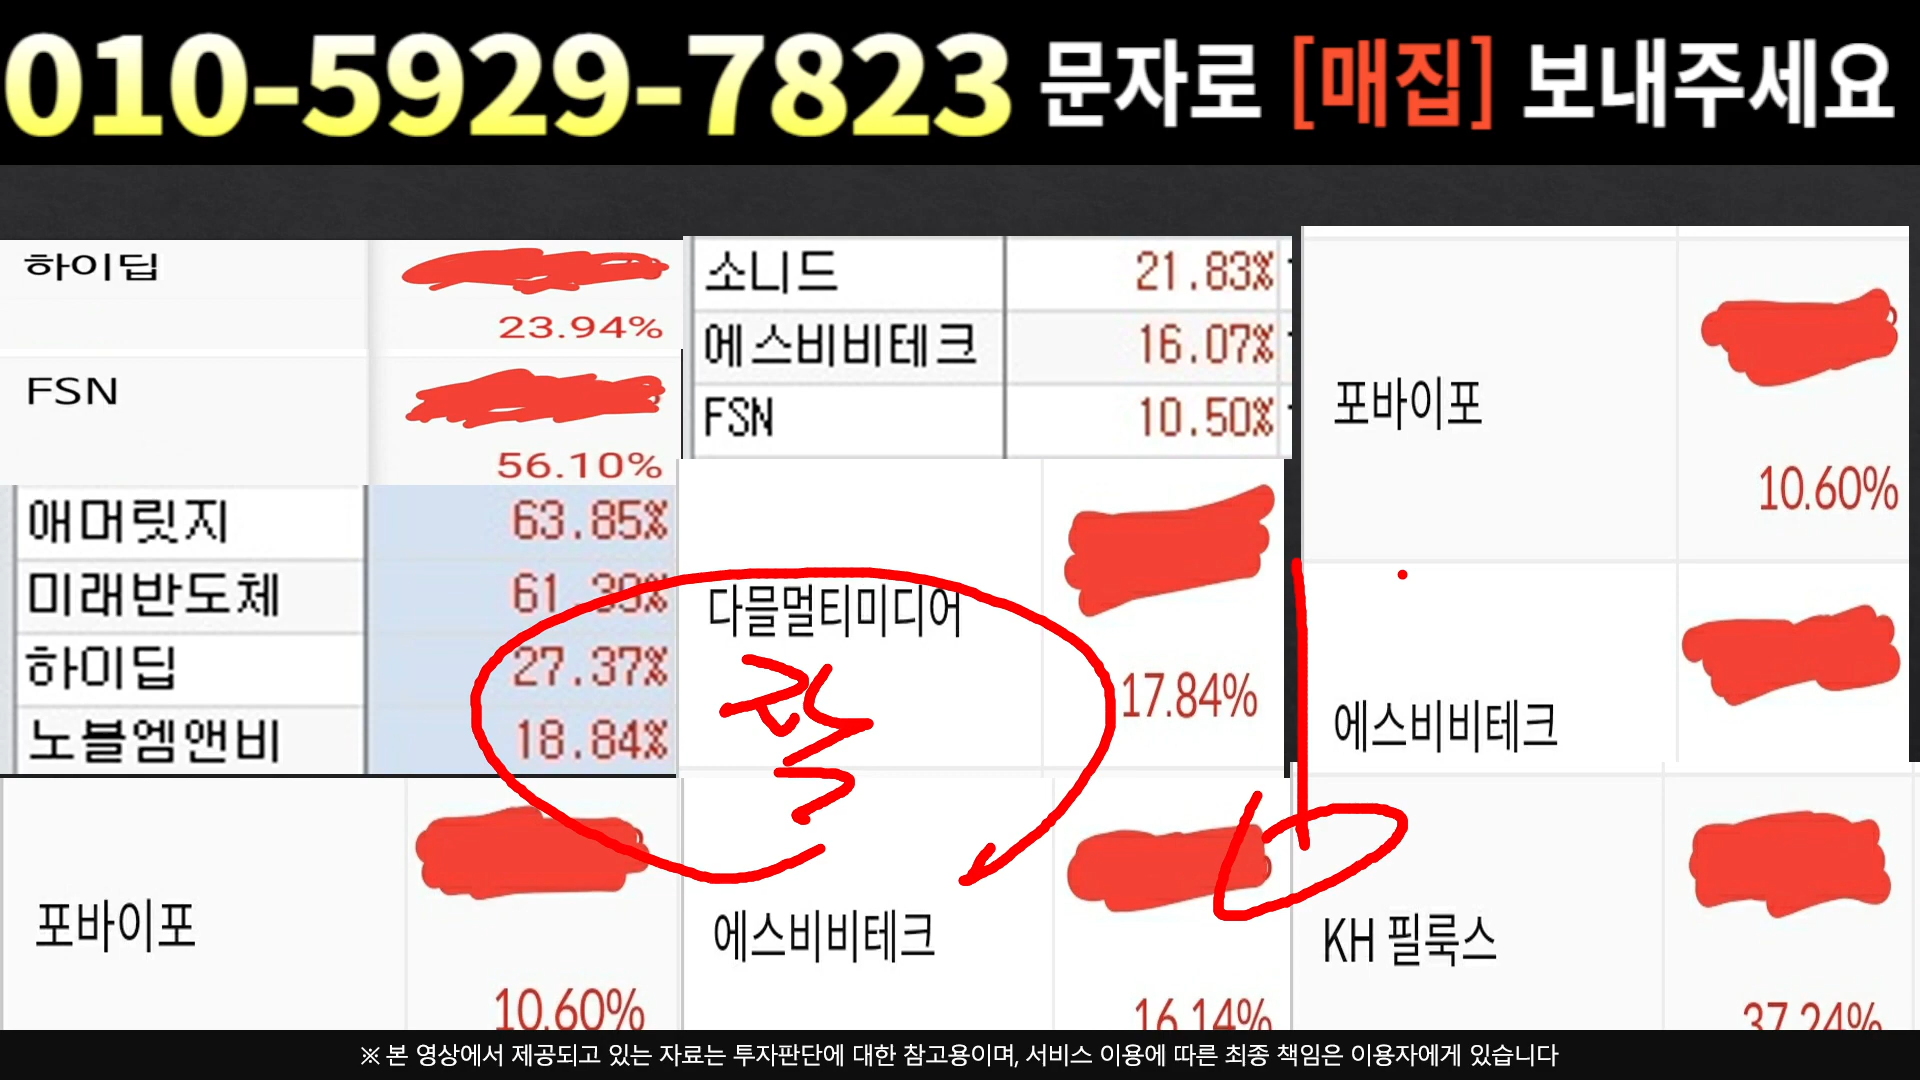 010-5929-7823 문자로 [매집] 보내주세요
하이딥
23.94%
FSN
56.10%
애머릿지 63.85%
미래반도체 61.39%
하이딥 27.37%
노블엠앤비 18.84%
포바이포
10.60%
소니드 21.83%
에스비비테크 16.07%
FSN 10.50%
다믈멀티미디어
17.84%
에스비비테크
16.14%
포바이포
10.60%
에스비비테크
KH 필룩스
37.24%
※ 본 영상에서 제공되고 있는 자료는 투자판단에 대한 참고용이며, 서비스 이용에 따른 최종 책임은 이용자에게 있습니다